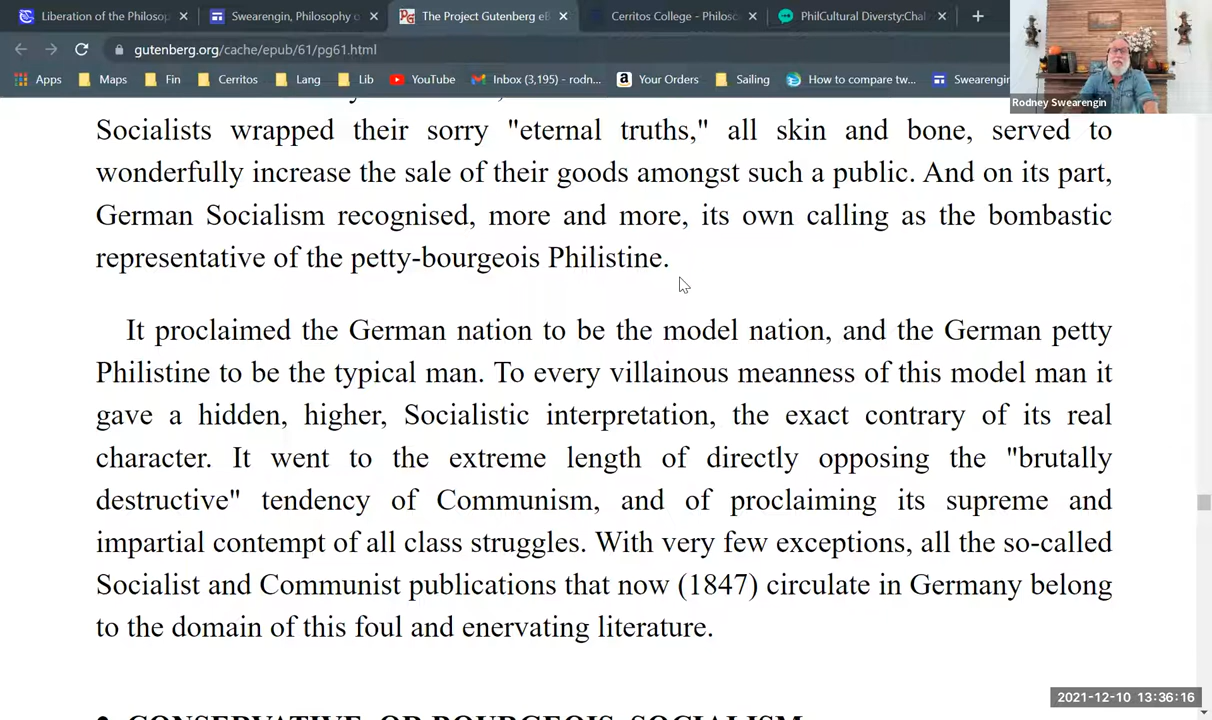 Liberation of the Philosop
Swearengin, Philosophy o
The Project Gutenberg eB
Cerritos College - Philosc
PhilCultural Diversty:Chal
gutenberg.org/cache/epub/61/pg61.html
Apps
Maps
Fin
Cerritos
Lang
Lib
YouTube
Inbox (3,195) - rodn...
Your Orders
Sailing
How to compare tw...
Swearengin
Rodney Swearengin
Socialists wrapped their sorry "eternal truths," all skin and bone, served to
wonderfully increase the sale of their goods amongst such a public. And on its part,
German Socialism recognised, more and more, its own calling as the bombastic
representative of the petty-bourgeois Philistine.
It proclaimed the German nation to be the model nation, and the German petty
Philistine to be the typical man. To every villainous meanness of this model man it
gave a hidden, higher, Socialistic interpretation, the exact contrary of its real
character. It went to the extreme length of directly opposing the "brutally
destructive" tendency of Communism, and of proclaiming its supreme and
impartial contempt of all class struggles. With very few exceptions, all the so-called
Socialist and Communist publications that now (1847) circulate in Germany belong
to the domain of this foul and enervating literature.
CONSERVATIVE, OR BOURGEOIS, SOCIALISM
2021-12-10 13:36:16